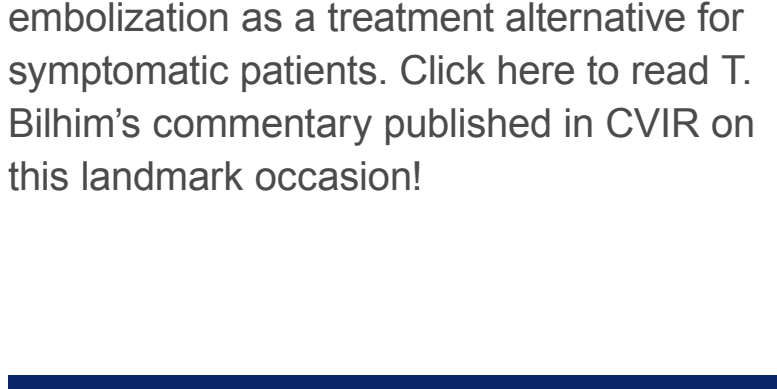 embolization as a treatment alternative for
symptomatic patients. Click here to read T.
Bilhim’s commentary published in CVIR on
this landmark occasion!